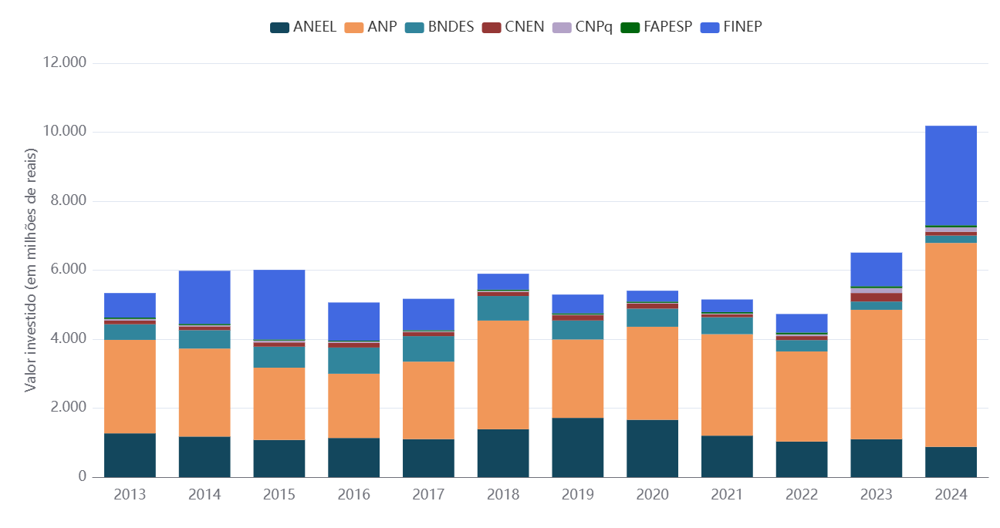 ANEEL ANP BNDES CNEN CNPq FAPESP FINEP
Valor investido (em milhões de reais)
12.000
10.000
8.000
6.000
4.000
2.000
0
2013 2014 2015 2016 2017 2018 2019 2020 2021 2022 2023 2024